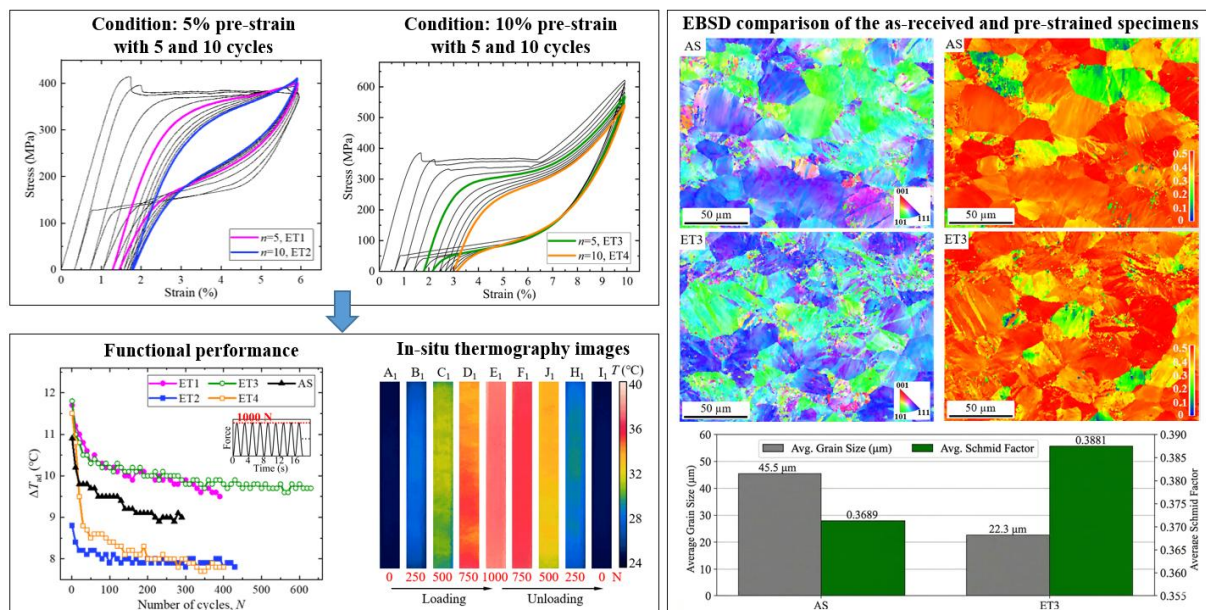 Condition: 5% pre-strain
with 5 and 10 cycles
Condition: 10% pre-strain
with 5 and 10 cycles
Stress (MPa)
400
300
200
100
0
0 1 2 3 4 5 6
Strain (%)
n=5, ET1
n=10, ET2
Stress (MPa)
600
500
400
300
200
100
0
0 1 2 3 4 5 6 7 8 9 10
Strain (%)
n=5, ET3
n=10, ET4
Functional performance
ET1 ET3 AS
ET2 ET4
ΔTad (°C)
12
11
10
9
8
0 100 200 300 400 500 600
Number of cycles, N
1000 N
Force
0 4 8 12 16
Time (s)
In-situ thermography images
A1 B1 C1 D1 E1 F1 J1 H1 I1 T (°C)
40
36
32
28
24
0 250 500 750 1000 750 500 250 0 N
Loading Unloading
EBSD comparison of the as-received and pre-strained specimens
AS
50 µm
001
101 111
AS
50 µm
0.5
0.4
0.3
0.2
0.1
0
ET3
50 µm
001
101 111
ET3
50 µm
0.5
0.4
0.3
0.2
0.1
0
Avg. Grain Size (µm) Avg. Schmid Factor
Average Grain Size (µm)
60
50
40
30
20
10
0
45.5 µm
0.3689
22.3 µm
0.3881
AS ET3
0.390
0.385
0.380
0.375
0.370
0.365
0.360
0.355
Average Schmid Factor